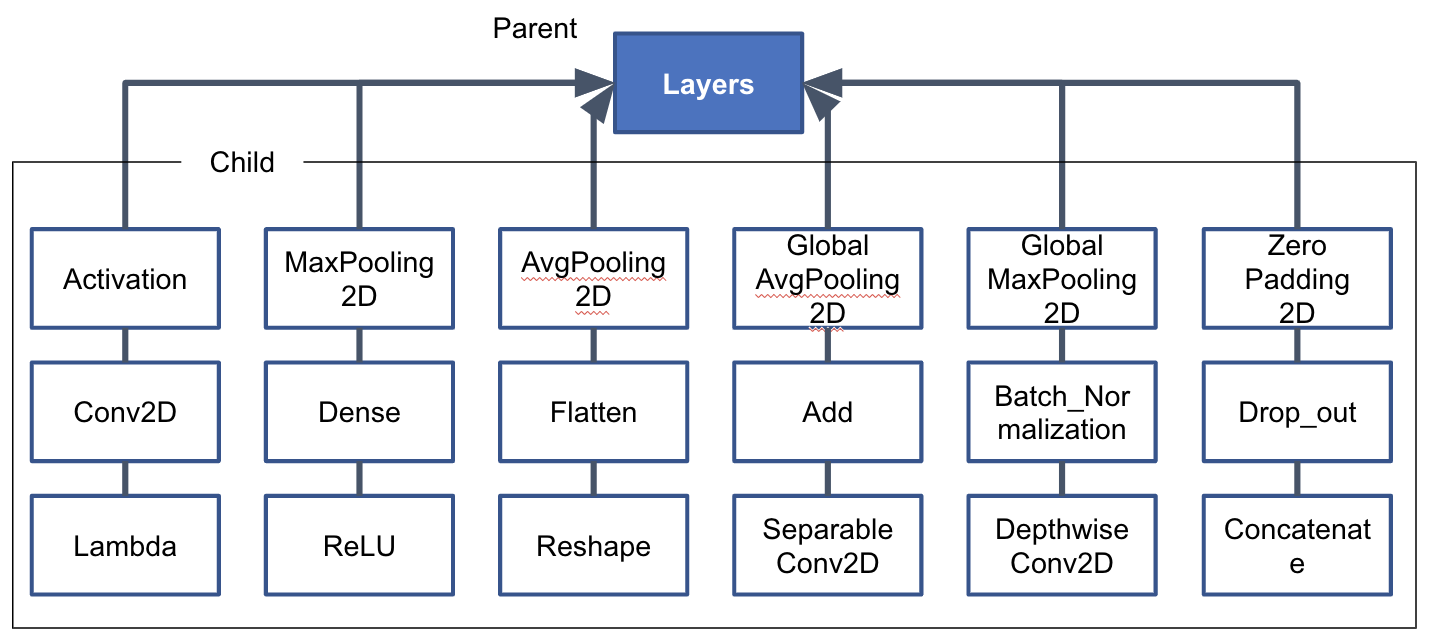 Parent
Layers
Child
Activation
MaxPooling
2D
AvgPooling
2D
Global
AvgPooling
2D
Global
MaxPooling
2D
Zero
Padding
2D
Conv2D
Dense
Flatten
Add
Batch_Nor
malization
Drop_out
Lambda
ReLU
Reshape
Separable
Conv2D
Depthwise
Conv2D
Concatenat
e